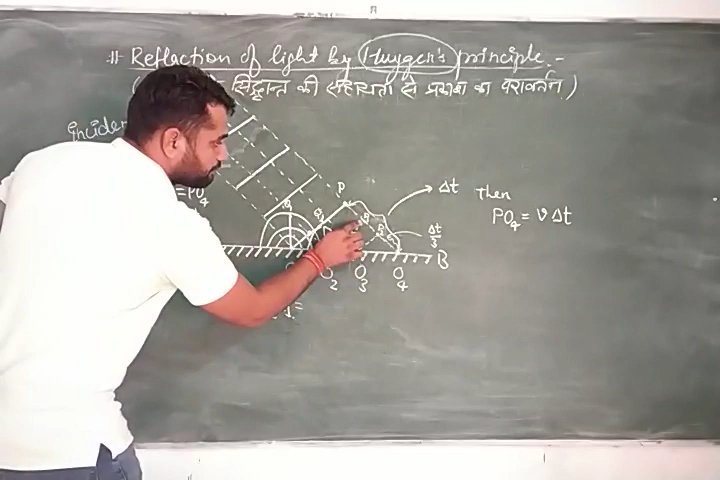 # Reflection of light by Huygen's principle.-
सिद्धान्त की सहायता से प्रकाश का परावर्तन )
inciden
= PO4
P
Δt
Then
PO4 = v Δt
Δt/3
B
O2 O3 O4